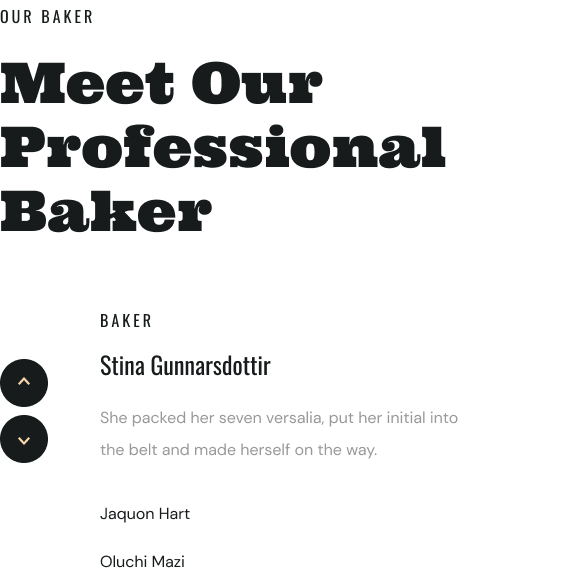 OUR BAKER
Meet Our
Professional
Baker
BAKER
Stina Gunnarsdottir
She packed her seven versalia, put her initial into
the belt and made herself on the way.
Jaquon Hart
Oluchi Mazi